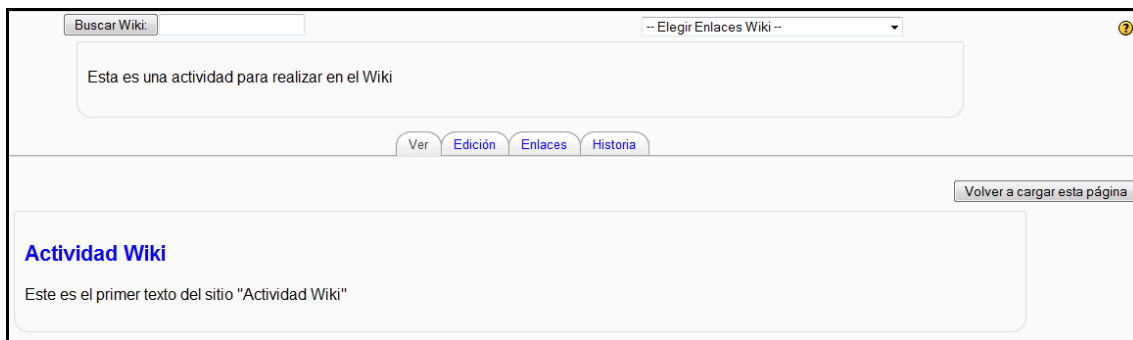 Buscar Wiki:
-- Elegir Enlaces Wiki --
?
Esta es una actividad para realizar en el Wiki
Ver Edición Enlaces Historia
Volver a cargar esta página
Actividad Wiki
Este es el primer texto del sitio "Actividad Wiki"